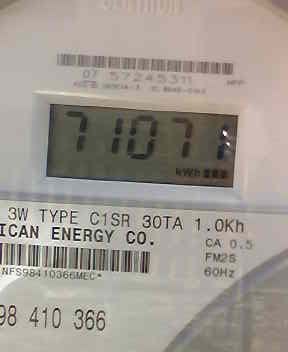 07 57245311
71071
kWh
3W TYPE C1SR 30TA 1.0Kh
ICAN ENERGY CO.
CA 0.5
FM2S
NFS98410366MEC*
60Hz
98 410 366